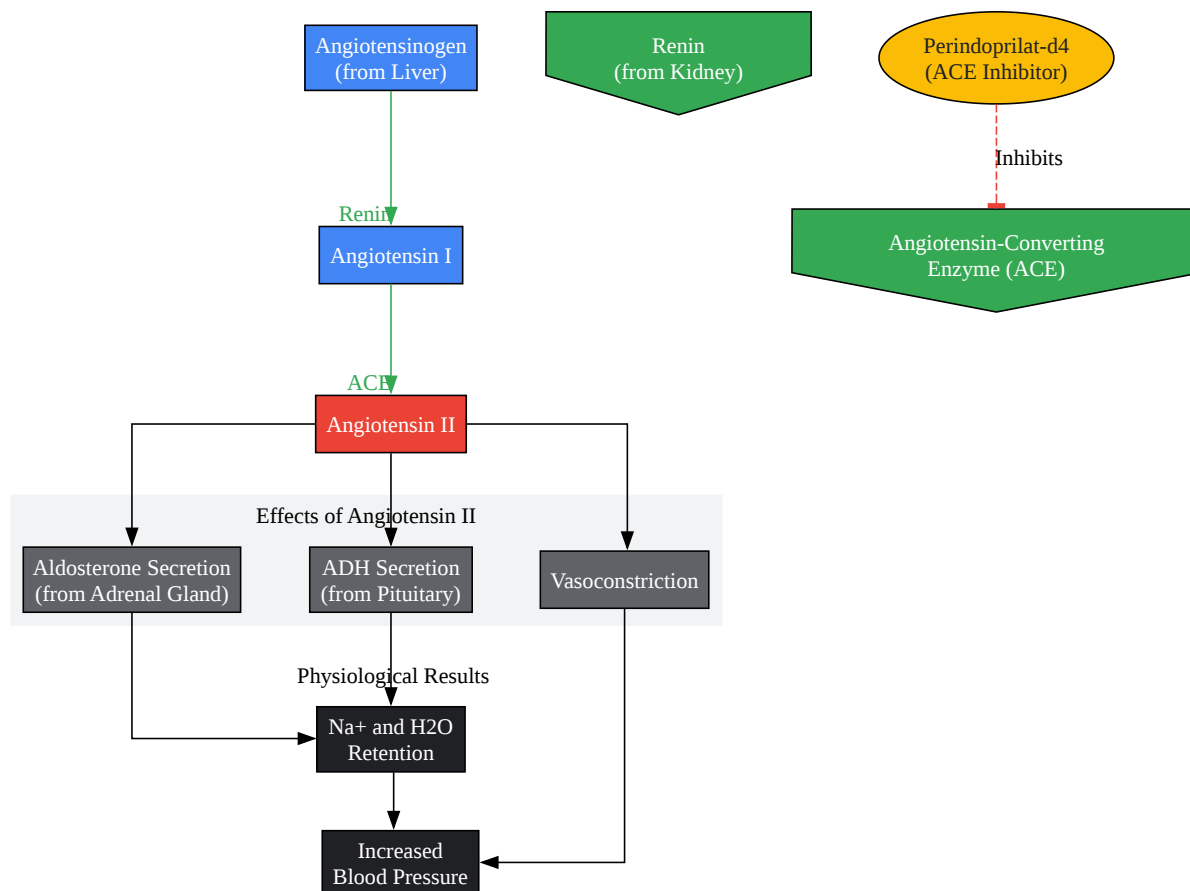 Angiotensinogen
(from Liver)
Renin
(from Kidney)
Perindoprilat-d4
(ACE Inhibitor)
Inhibits
Renin
Angiotensin I
Angiotensin-Converting
Enzyme (ACE)
ACE
Angiotensin II
Effects of Angiotensin II
Aldosterone Secretion
(from Adrenal Gland)
ADH Secretion
(from Pituitary)
Vasoconstriction
Physiological Results
Na+ and H2O
Retention
Increased
Blood Pressure